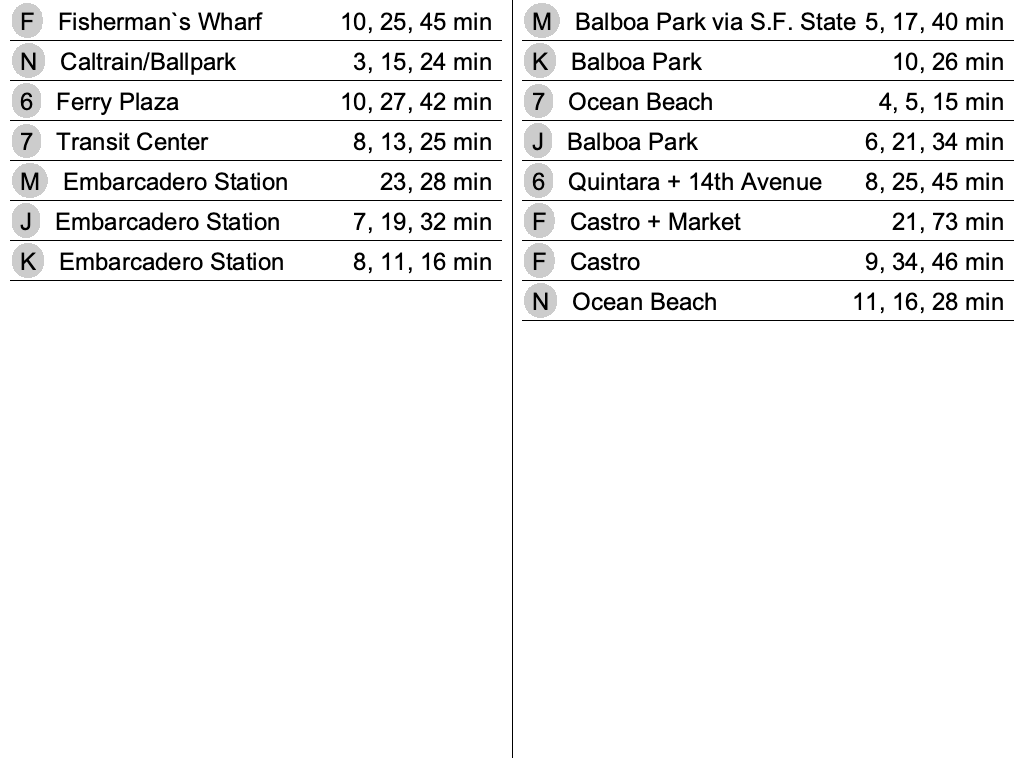 F Fisherman`s Wharf 10, 25, 45 min
N Caltrain/Ballpark 3, 15, 24 min
6 Ferry Plaza 10, 27, 42 min
7 Transit Center 8, 13, 25 min
M Embarcadero Station 23, 28 min
J Embarcadero Station 7, 19, 32 min
K Embarcadero Station 8, 11, 16 min
M Balboa Park via S.F. State 5, 17, 40 min
K Balboa Park 10, 26 min
7 Ocean Beach 4, 5, 15 min
J Balboa Park 6, 21, 34 min
6 Quintara + 14th Avenue 8, 25, 45 min
F Castro + Market 21, 73 min
F Castro 9, 34, 46 min
N Ocean Beach 11, 16, 28 min